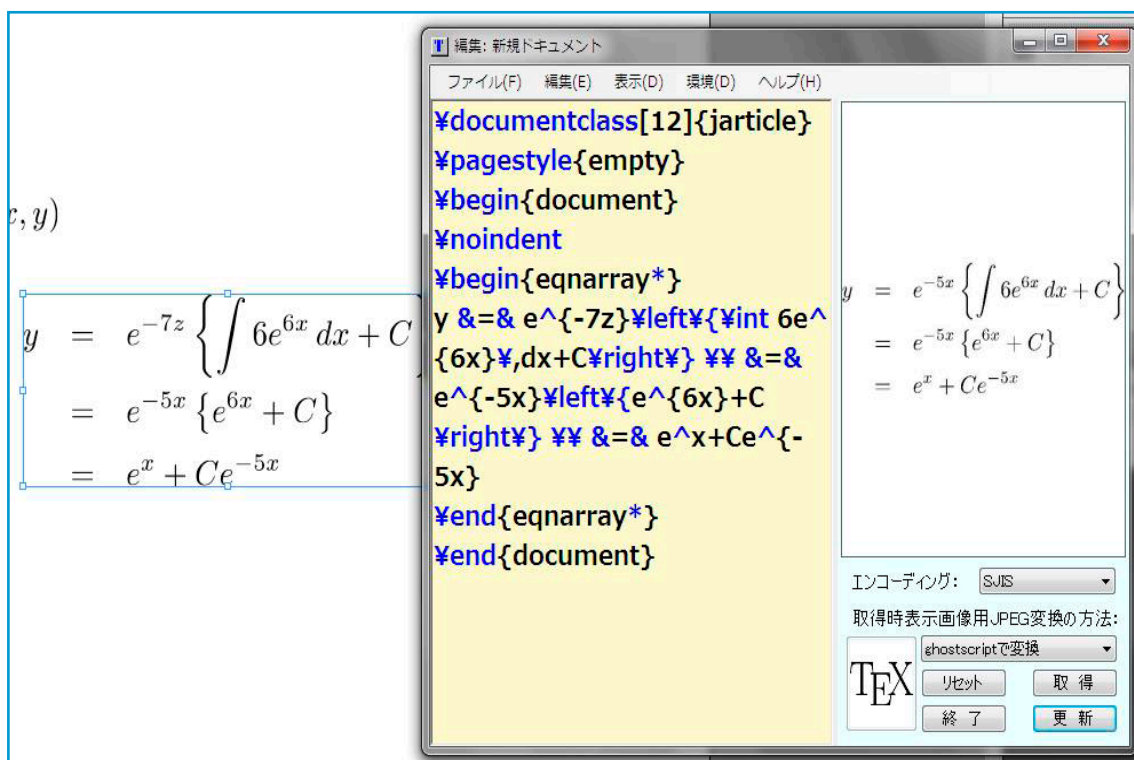 , y)
y = e^{-7z} { ∫ 6e^{6x} dx + C
= e^{-5x} {e^{6x} + C}
= e^x + Ce^{-5x}
編集: 新規ドキュメント
ファイル(F) 編集(E) 表示(D) 環境(D) ヘルプ(H)
¥documentclass[12]{jarticle}
¥pagestyle{empty}
¥begin{document}
¥noindent
¥begin{eqnarray*}
y &=& e^{-7z}¥left¥{¥int 6e^
{6x}¥,dx+C¥right¥} ¥¥ &=&
e^{-5x}¥left¥{e^{6x}+C
¥right¥} ¥¥ &=& e^x+Ce^{-
5x}
¥end{eqnarray*}
¥end{document}
y = e^{-5x} { ∫ 6e^{6x} dx + C }
= e^{-5x} {e^{6x} + C}
= e^x + Ce^{-5x}
エンコーディング: SJIS
取得時表示画像用JPEG変換の方法:
ghostscriptで変換
TEX
リセット 取 得
終 了 更 新